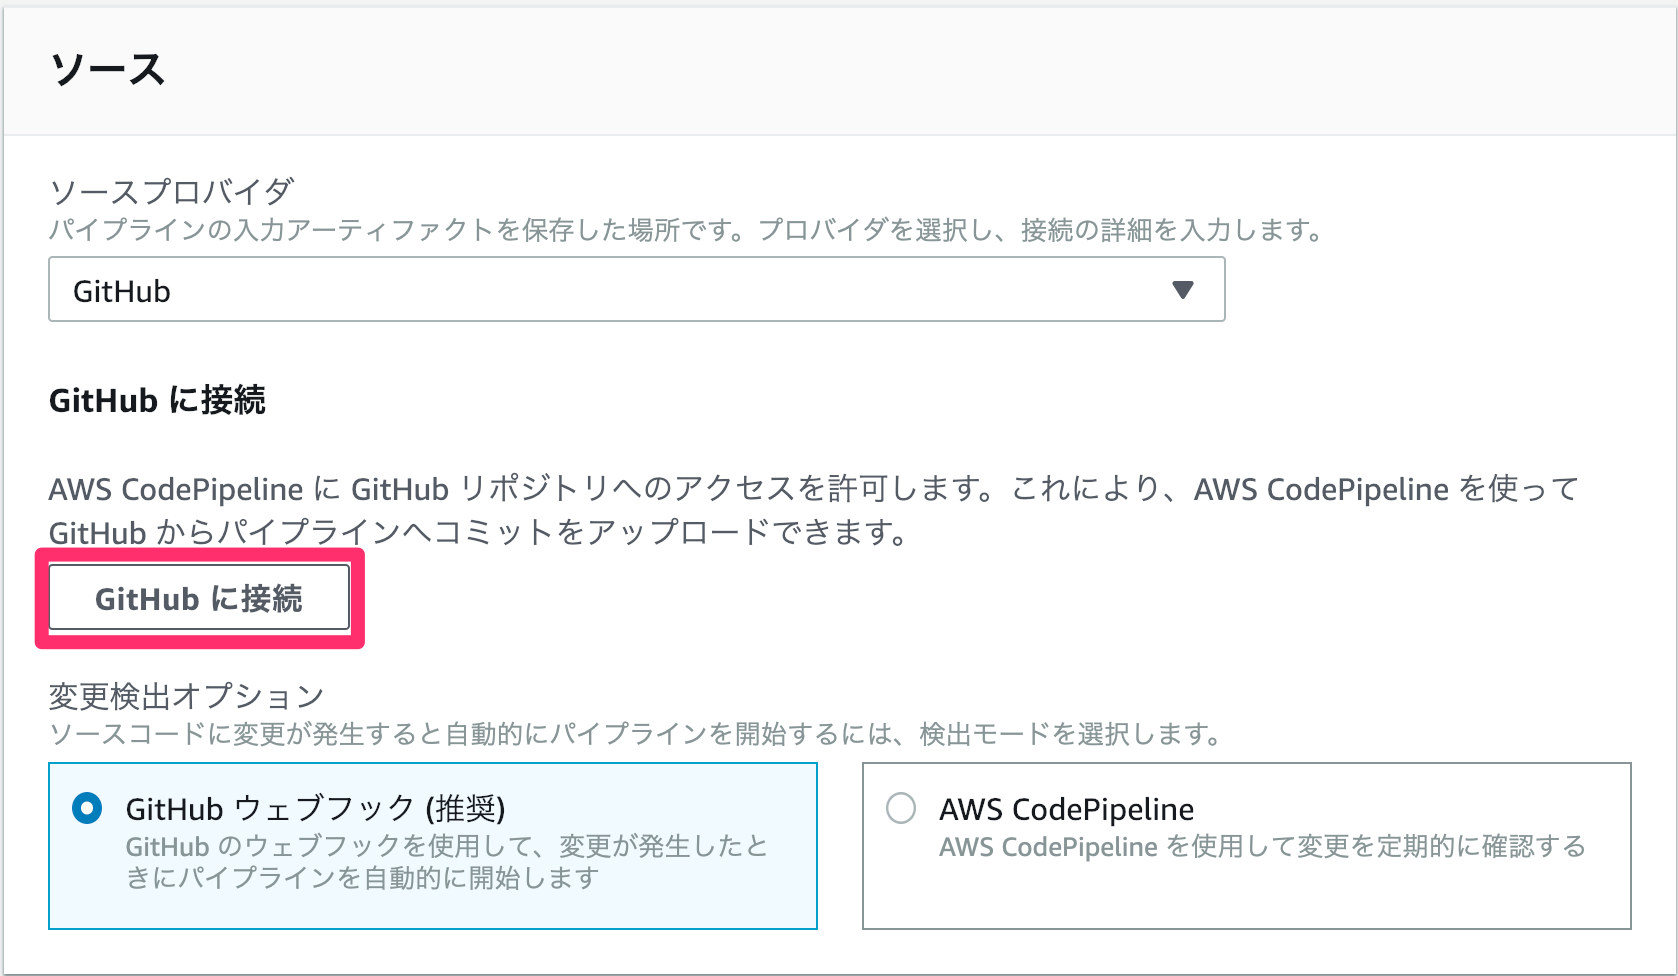 ソース
ソースプロバイダ
パイプラインの入力アーティファクトを保存した場所です。プロバイダを選択し、接続の詳細を入力します。
GitHub
GitHub に接続
AWS CodePipeline に GitHub リポジトリへのアクセスを許可します。これにより、AWS CodePipeline を使って
GitHub からパイプラインへコミットをアップロードできます。
GitHub に接続
変更検出オプション
ソースコードに変更が発生すると自動的にパイプラインを開始するには、検出モードを選択します。
GitHub ウェブフック (推奨)
GitHub のウェブフックを使用して、変更が発生したと
きにパイプラインを自動的に開始します
AWS CodePipeline
AWS CodePipeline を使用して変更を定期的に確認する